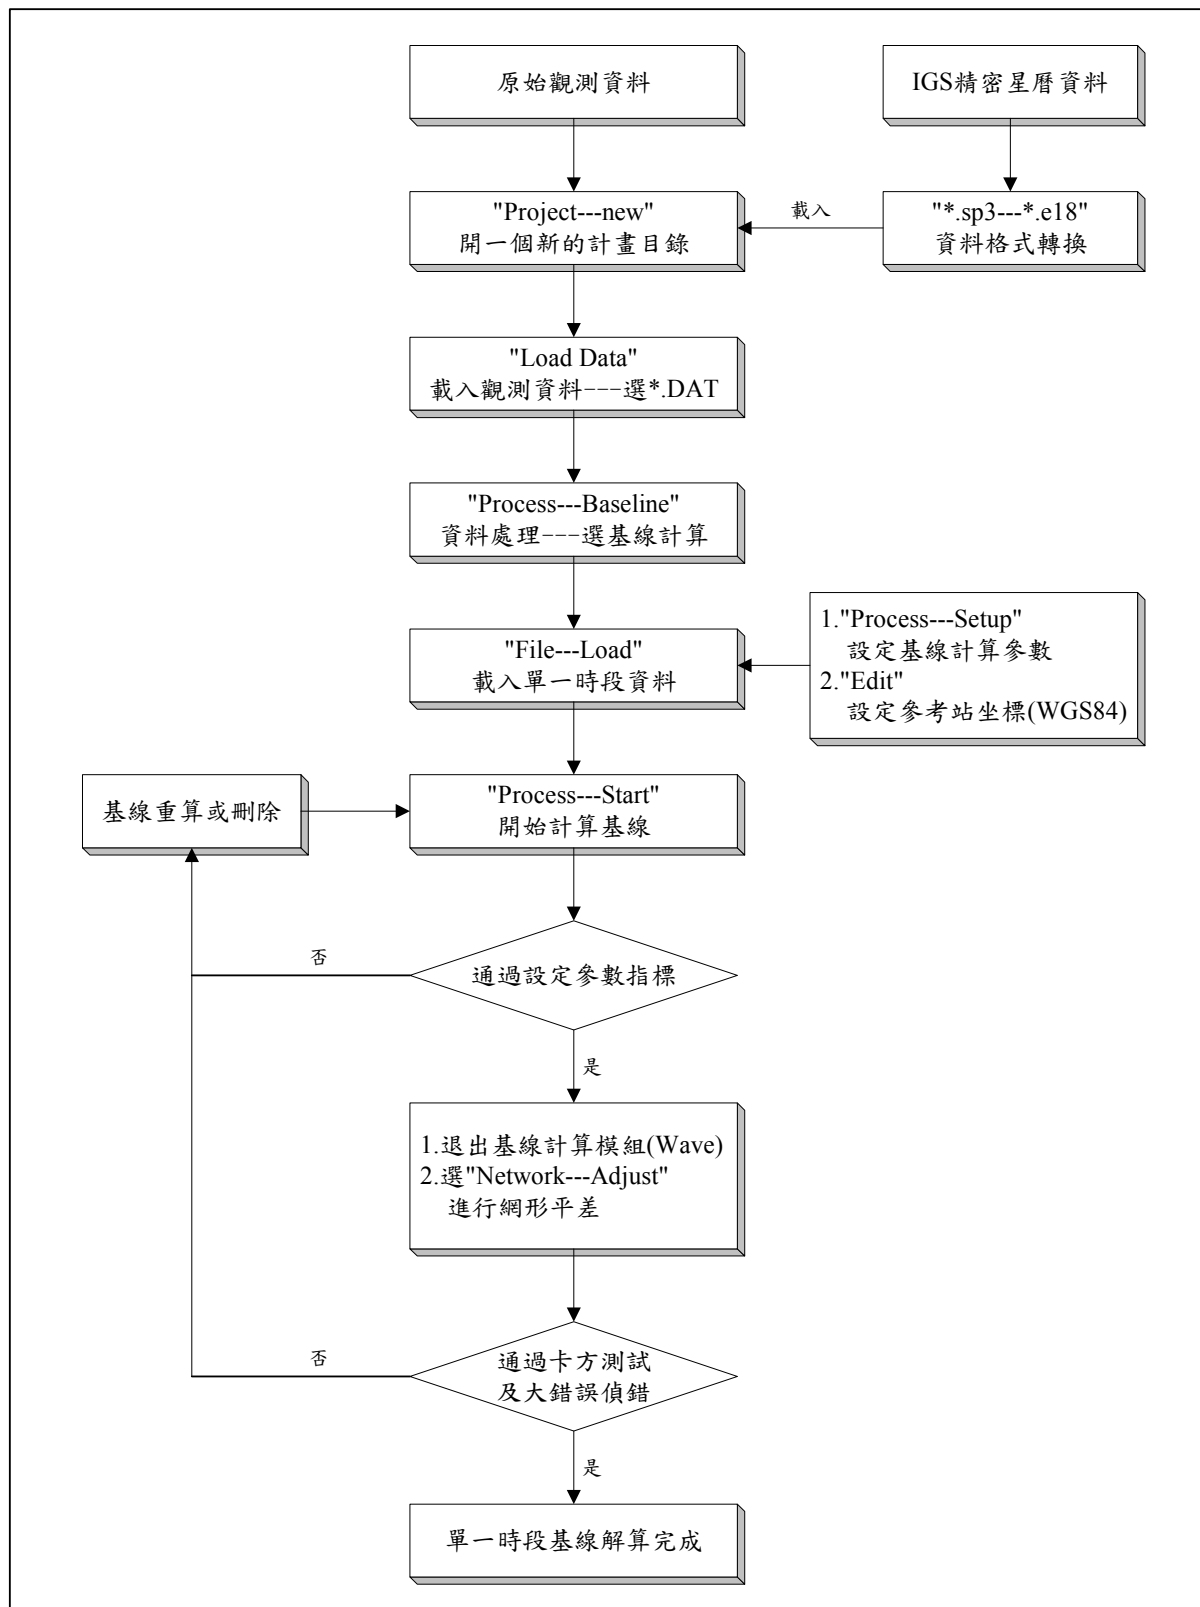 原始觀測資料
IGS精密星曆資料
"Project---new"
開一個新的計畫目錄
載入
"*.sp3---*.e18"
資料格式轉換
"Load Data"
載入觀測資料---選*.DAT
"Process---Baseline"
資料處理---選基線計算
"File---Load"
載入單一時段資料
1."Process---Setup"
設定基線計算參數
2."Edit"
設定參考站坐標(WGS84)
基線重算或刪除
"Process---Start"
開始計算基線
否
通過設定參數指標
是
1.退出基線計算模組(Wave)
2.選"Network---Adjust"
進行網形平差
否
通過卡方測試
及大錯誤偵錯
是
單一時段基線解算完成